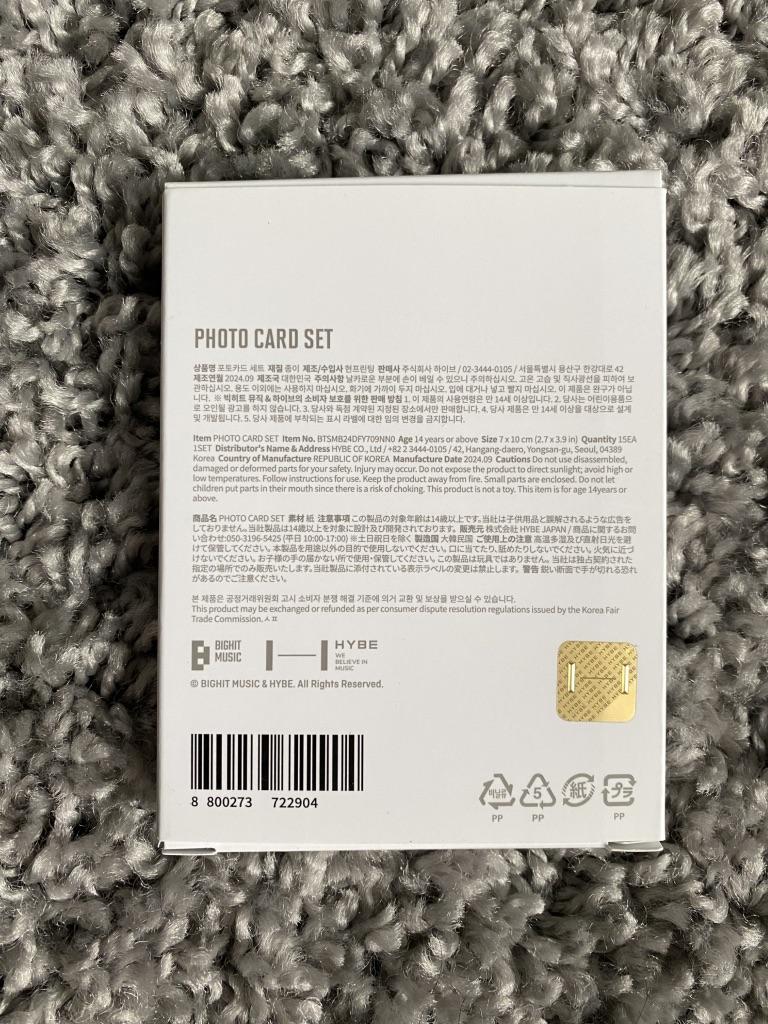 PHOTO CARD SET
상품명 포토카드 세트 재질 종이 제조/수입사 현프린팅 판매사 주식회사 하이브 / 02-3444-0105 / 서울특별시 용산구 한강대로 42
제조연월 2024.09 제조국 대한민국 주의사항 날카로운 부분에 손이 베일 수 있으니 주의하십시오. 고온 고습 및 직사광선을 피하여 보
관하십시오. 용도 이외에는 사용하지 마십시오. 화기에 가까이 두지 마십시오. 입에 대거나 넣고 빨지 마십시오. 이 제품은 완구가 아닙
니다. ※ 빅히트 뮤직 & 하이브의 소비자 보호를 위한 판매 방침 1. 이 제품의 사용연령은 만 14세 이상입니다. 2. 당사는 어린이용품으
로 오인될 광고를 하지 않습니다. 3. 당사와 독점 계약된 지정된 장소에서만 판매합니다. 4. 당사 제품은 만 14세 이상을 대상으로 설계
및 개발됩니다. 5. 당사 제품에 부착되는 표시 라벨에 대한 임의 변경을 금지합니다.
Item PHOTO CARD SET Item No. BTSMB24DFY709NN0 Age 14 years or above Size 7 x 10 cm (2.7 x 3.9 in) Quantity 15EA
1SET Distributor's Name & Address HYBE CO., Ltd / +82 2 3444-0105 / 42, Hangang-daero, Yongsan-gu, Seoul, 04389
Korea Country of Manufacture REPUBLIC OF KOREA Manufacture Date 2024.09 Cautions Do not use disassembled,
damaged or deformed parts for your safety. Injury may occur. Do not expose the product to direct sunlight; avoid high or
low temperatures. Follow instructions for use. Keep the product away from fire. Small parts are enclosed. Do not let
children put parts in their mouth since there is a risk of choking. This product is not a toy. This item is for age 14years or
above.
商品名 PHOTO CARD SET 素材 紙 注意事項 この製品の対象年齢は14歳以上です。当社は子供用品と誤解されるような広告を
しておりません。当社製品は14歳以上を対象に設計及び開発されております。 販売元 株式会社 HYBE JAPAN / 商品に関するお問
い合わせ:050-3196-5425 (平日 10:00-17:00) ※土日祝日を除く 製造国 大韓民国 ご使用上の注意 高温多湿及び直射日光を避
けて保管してください。本製品を用途以外の目的で使用しないでください。口に当てたり、舐めたりしないでください。火気に近づ
けないでください。お子様の手の届かない所で使用・保管してください。この製品は玩具ではありません。当社は独占契約された
指定の場所でのみ販売いたします。当社製品に添付されている表示ラベルの変更は禁止します。 警告 鋭い断面で手が切れる恐れ
があるのでご注意ください。
본 제품은 공정거래위원회 고시 소비자 분쟁 해결 기준에 의거 교환 및 보상을 받으실 수 있습니다.
This product may be exchanged or refunded as per consumer dispute resolution regulations issued by the Korea Fair
Trade Commission.ㅅㅍ
BIGHIT
MUSIC
HYBE
WE
BELIEVE IN
MUSIC
© BIGHIT MUSIC & HYBE. All Rights Reserved.
HYBE HYBE HYBE
8 800273 722904
비닐류 5 紙 プラ
PP PP PP